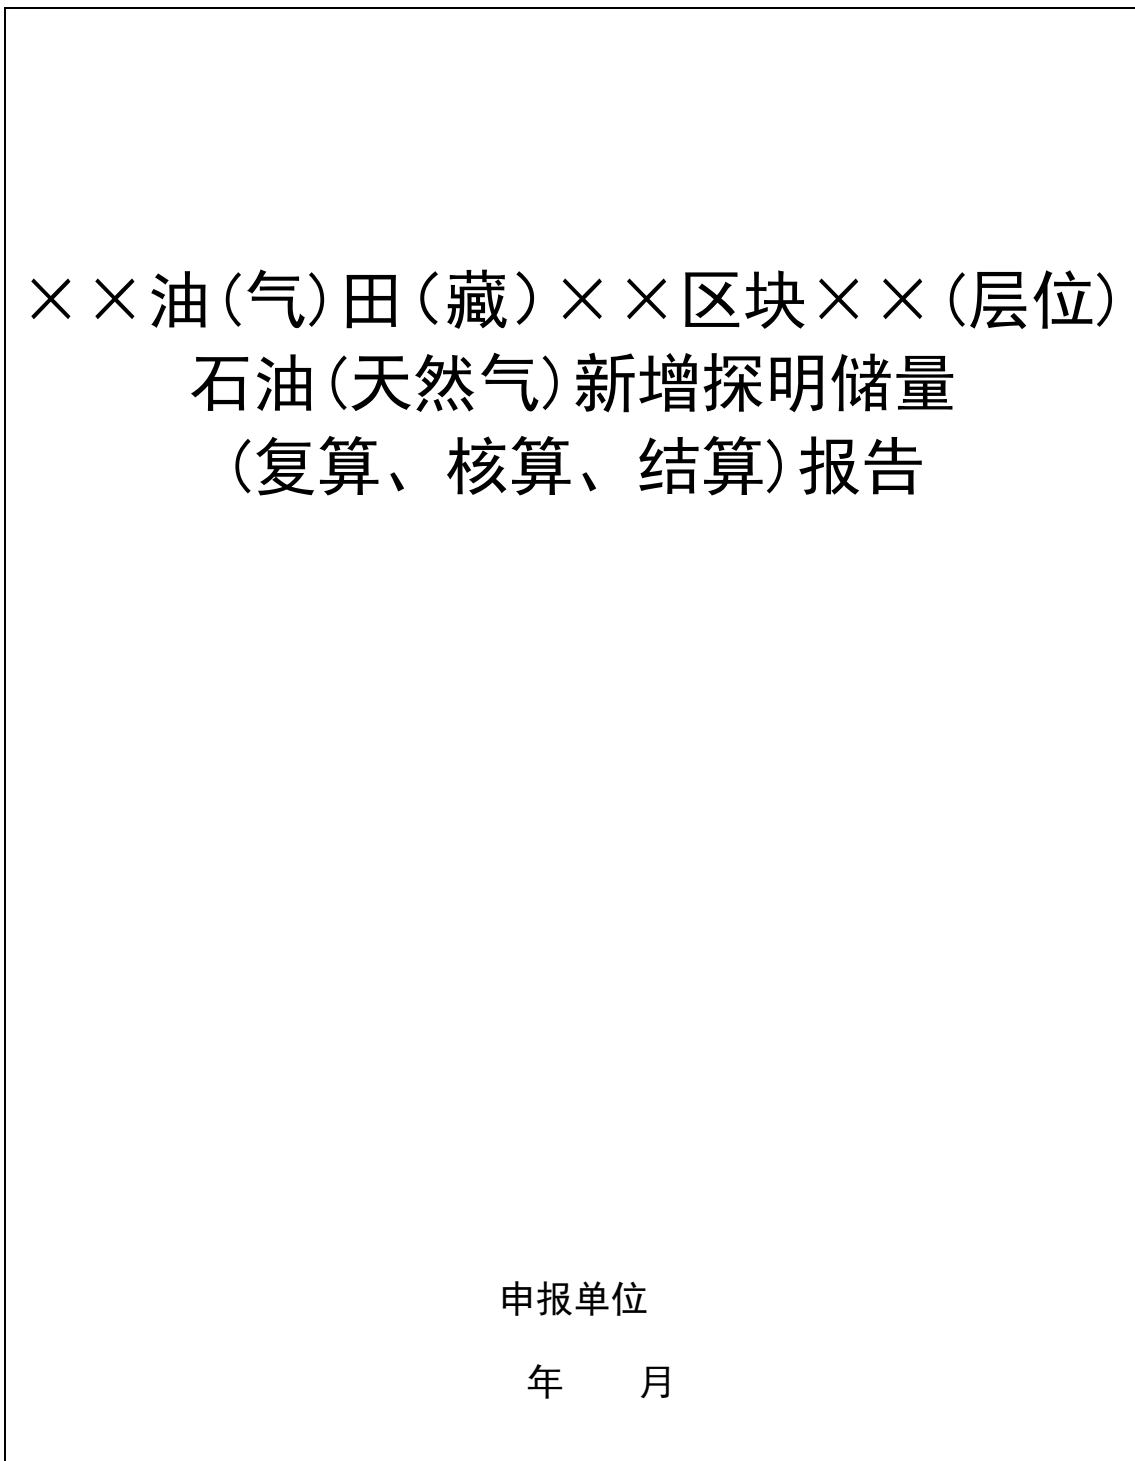 ××油(气)田(藏)××区块××(层位)
石油(天然气)新增探明储量
(复算、核算、结算)报告
申报单位
年 月